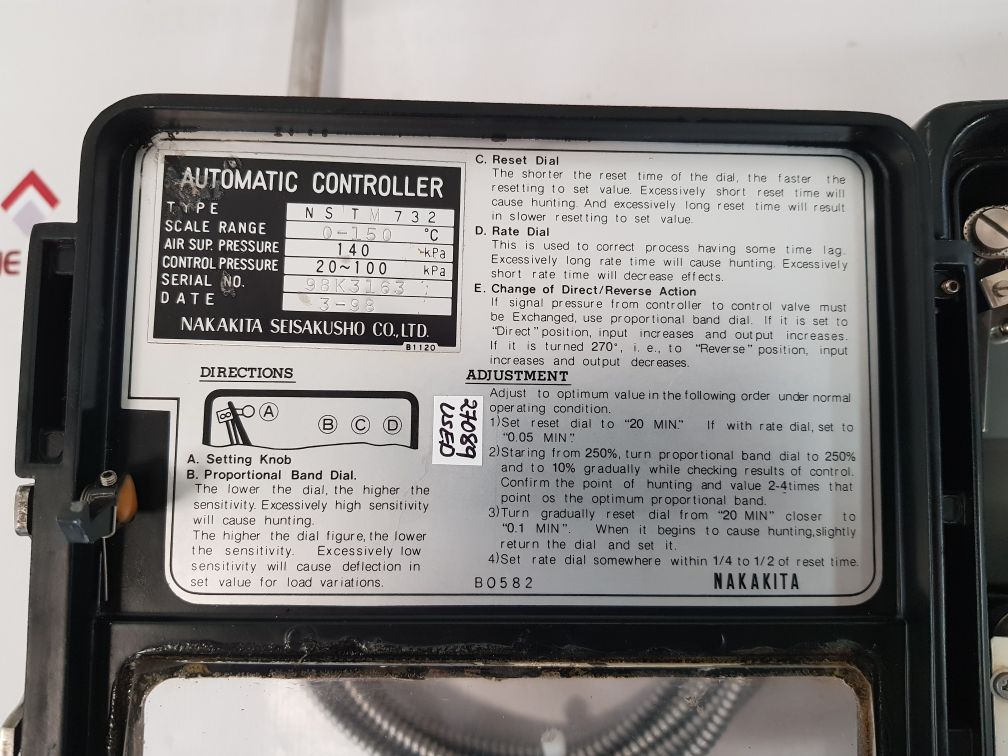 AUTOMATIC CONTROLLER
TYPE NSTM732
SCALE RANGE 0-150 °C
AIR SUP. PRESSURE 140 kPa
CONTROL PRESSURE 20~100 kPa
SERIAL NO. 98K3163
DATE 3-98
NAKAKITA SEISAKUSHO CO., LTD.
B1120
DIRECTIONS
A B C D
A. Setting Knob
B. Proportional Band Dial.
The lower the dial, the higher the
sensitivity. Excessively high sensitivity
will cause hunting.
The higher the dial figure, the lower
the sensitivity. Excessively low
sensitivity will cause deflection in
set value for load variations.
C. Reset Dial
The shorter the reset time of the dial, the faster the
resetting to set value. Excessively short reset time will
cause hunting. And excessively long reset time will result
in slower resetting to set value.
D. Rate Dial
This is used to correct process having some time lag.
Excessively long rate time will cause hunting. Excessively
short rate time will decrease effects.
E. Change of Direct/Reverse Action
If signal pressure from controller to control valve must
be Exchanged, use proportional band dial. If it is set to
"Direct" position, input increases and output increases.
If it is turned 270°, i. e., to "Reverse" position, input
increases and output decreases.
ADJUSTMENT
Adjust to optimum value in the following order under normal
operating condition.
1)Set reset dial to "20 MIN." If with rate dial, set to
"0.05 MIN".
2)Staring from 250%, turn proportional band dial to 250%
and to 10% gradually while checking results of control.
Confirm the point of hunting and value 2-4times that
point os the optimum proportional band.
3)Turn gradually reset dial from "20 MIN" closer to
"0.1 MIN". When it begins to cause hunting,slightly
return the dial and set it.
4)Set rate dial somewhere within 1/4 to 1/2 of reset time.
B0582 NAKAKITA
27089
USED
NE